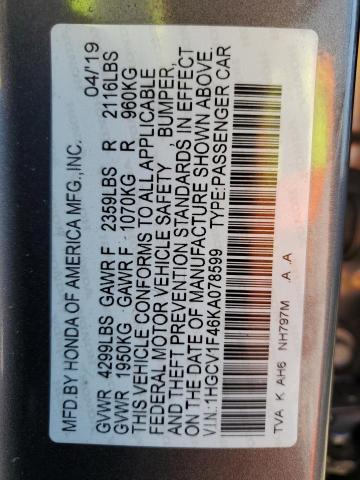 MFD.BY HONDA OF AMERICA MFG.,INC. 04/'19
GVWR 4299LBS GAWR F 2359LBS R 2116LBS
GVWR 1950KG GAWR F 1070KG R 960KG
THIS VEHICLE CONFORMS TO ALL APPLICABLE
FEDERAL MOTOR VEHICLE SAFETY, BUMPER,
AND THEFT PREVENTION STANDARDS IN EFFECT
ON THE DATE OF MANUFACTURE SHOWN ABOVE.
V.I.N.:1HGCV1F46KA078599 TYPE:PASSENGER CAR
TVA K AH6 NH797M A .A